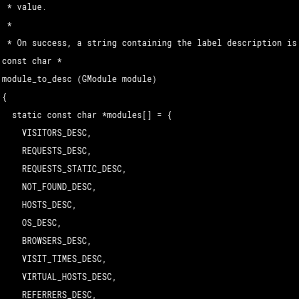 * value.
*
* On success, a string containing the label description is
const char *
module_to_desc (GModule module)
{
static const char *modules[] = {
VISITORS_DESC,
REQUESTS_DESC,
REQUESTS_STATIC_DESC,
NOT_FOUND_DESC,
HOSTS_DESC,
OS_DESC,
BROWSERS_DESC,
VISIT_TIMES_DESC,
VIRTUAL_HOSTS_DESC,
REFERRERS_DESC,